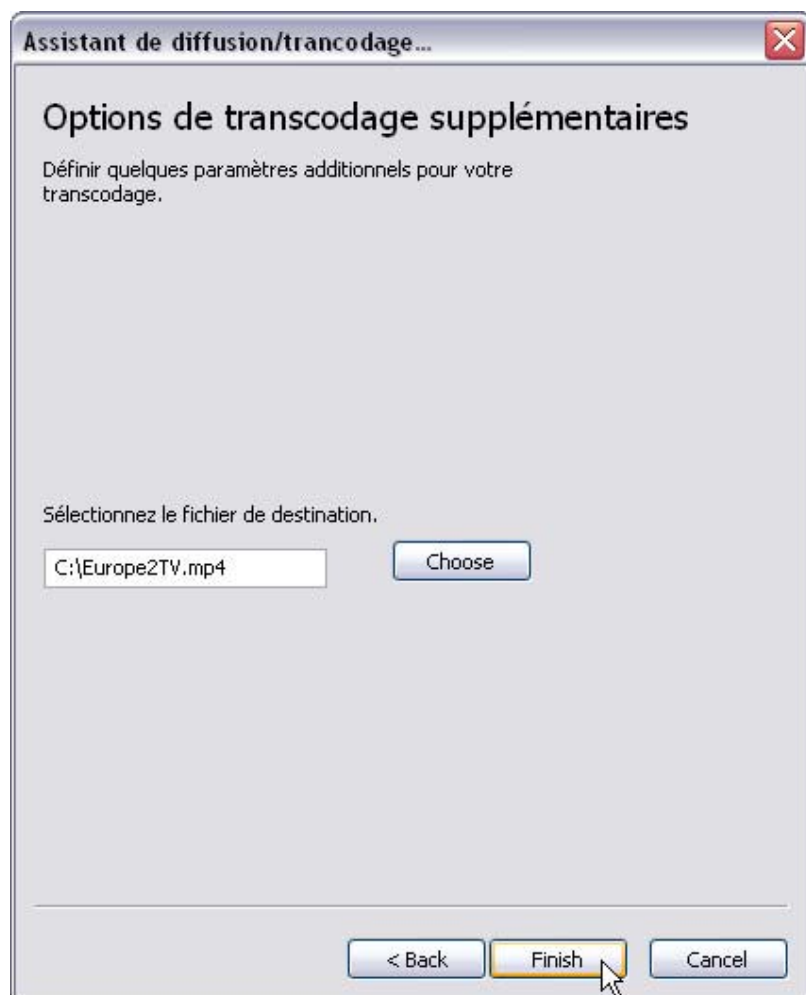 Assistant de diffusion/trancodage...
Options de transcodage supplémentaires
Définir quelques paramètres additionnels pour votre
transcodage.
Sélectionnez le fichier de destination.
C:\Europe2TV.mp4
Choose
< Back
Finish
Cancel